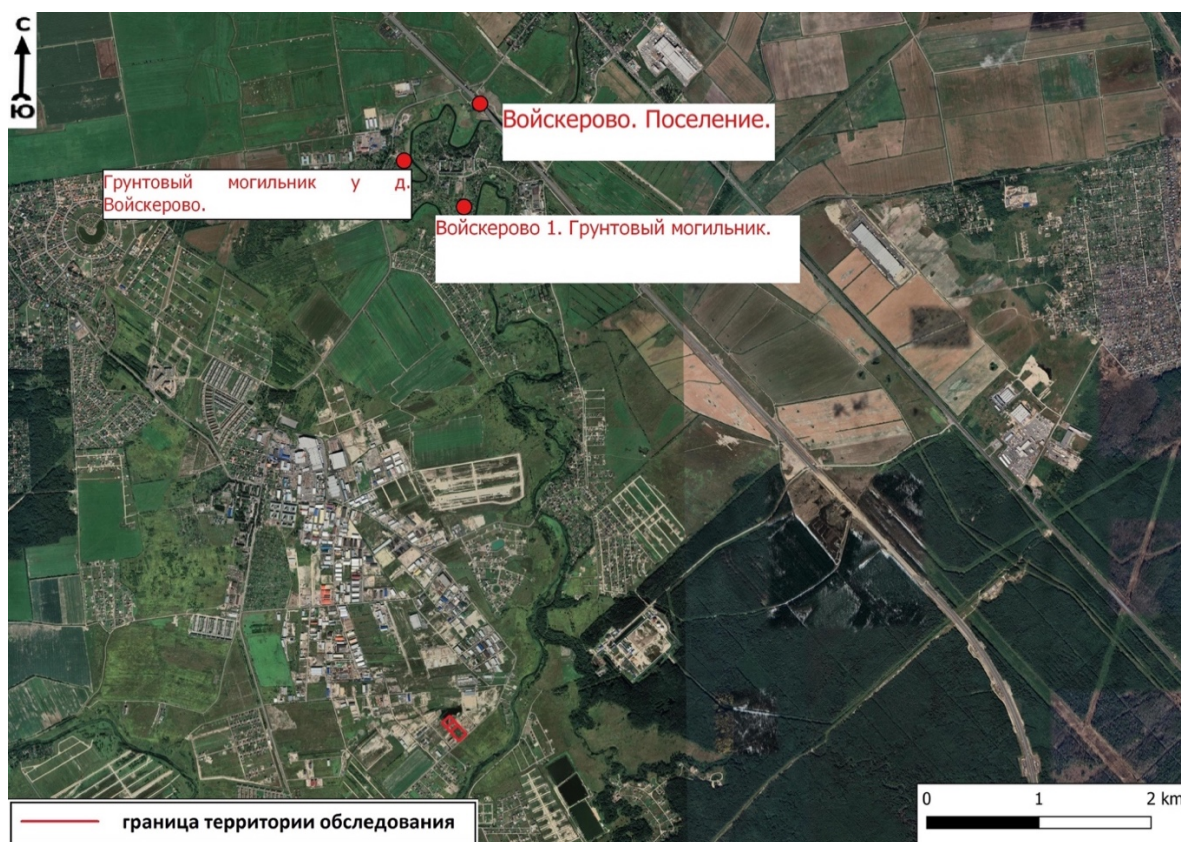 С
Ю
Войскерово. Поселение.
Грунтовый могильник у д.
Войскерово.
Войскерово 1. Грунтовый могильник.
граница территории обследования
0 1 2 km